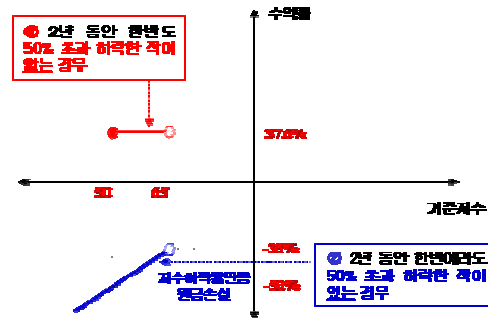 수익률
① 2년 동안 한번도
50% 초과 하락한 적이
있는 경우
37.6%
50
65
기준지수
-35%
-50%
지수하락률만큼
원금손실
② 2년 동안 한번이라도
50% 초과 하락한 적이
있는 경우